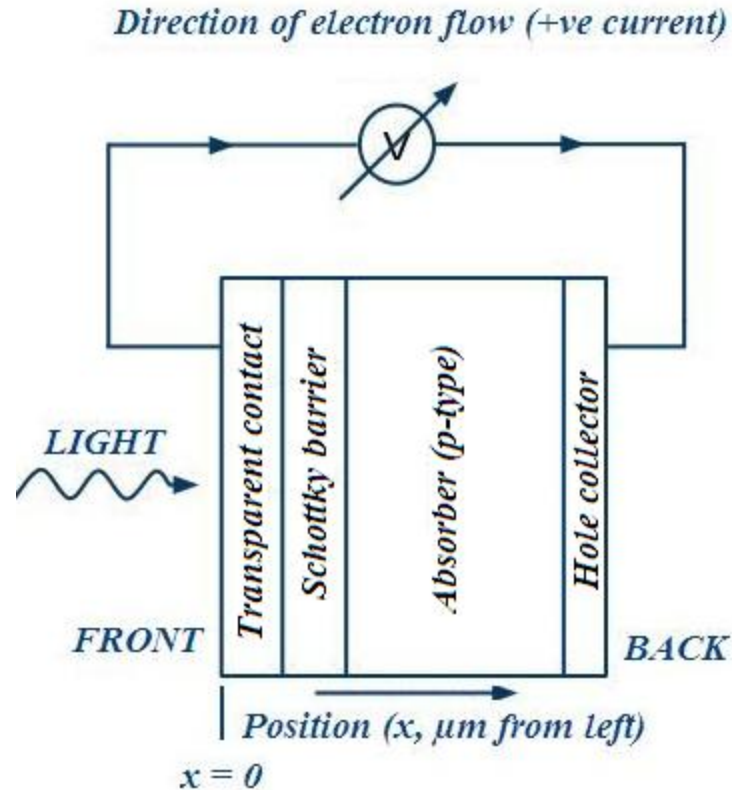 Direction of electron flow (+ve current)
V
LIGHT
Transparent contact
Schottky barrier
Absorber (p-type)
Hole collector
FRONT
BACK
Position (x, μm from left)
x = 0